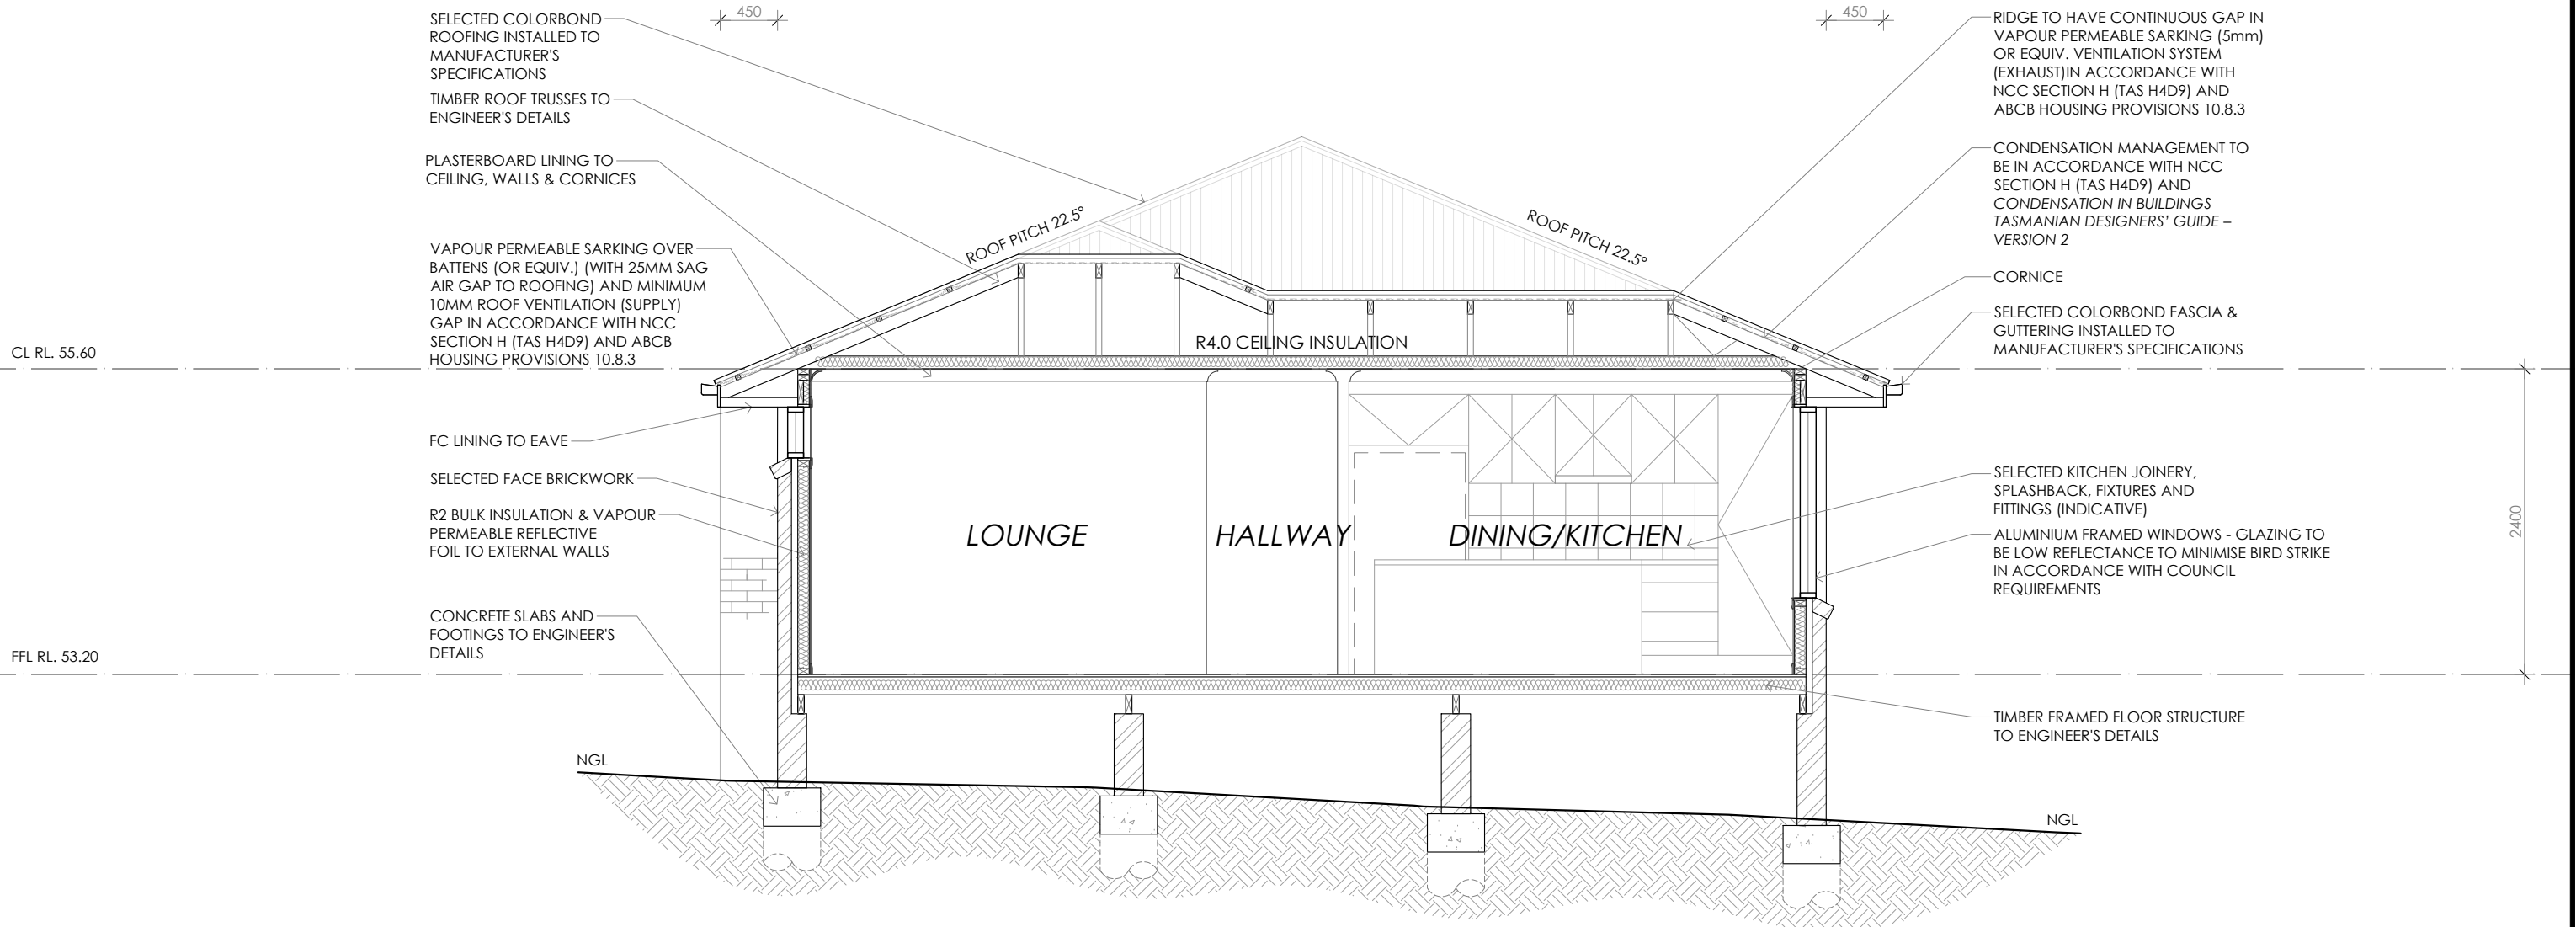 450
450
SELECTED COLORBOND
ROOFING INSTALLED TO
MANUFACTURER'S
SPECIFICATIONS
TIMBER ROOF TRUSSES TO
ENGINEER'S DETAILS
PLASTERBOARD LINING TO
CEILING, WALLS & CORNICES
VAPOUR PERMEABLE SARKING OVER
BATTENS (OR EQUIV.) (WITH 25MM SAG
AIR GAP TO ROOFING) AND MINIMUM
10MM ROOF VENTILATION (SUPPLY)
GAP IN ACCORDANCE WITH NCC
SECTION H (TAS H4D9) AND ABCB
HOUSING PROVISIONS 10.8.3
CL RL. 55.60
FC LINING TO EAVE
SELECTED FACE BRICKWORK
R2 BULK INSULATION & VAPOUR
PERMEABLE REFLECTIVE
FOIL TO EXTERNAL WALLS
CONCRETE SLABS AND
FOOTINGS TO ENGINEER'S
DETAILS
FFL RL. 53.20
NGL
ROOF PITCH 22.5°
ROOF PITCH 22.5°
R4.0 CEILING INSULATION
LOUNGE
HALLWAY
DINING/KITCHEN
RIDGE TO HAVE CONTINUOUS GAP IN
VAPOUR PERMEABLE SARKING (5mm)
OR EQUIV. VENTILATION SYSTEM
(EXHAUST)IN ACCORDANCE WITH
NCC SECTION H (TAS H4D9) AND
ABCB HOUSING PROVISIONS 10.8.3
CONDENSATION MANAGEMENT TO
BE IN ACCORDANCE WITH NCC
SECTION H (TAS H4D9) AND
CONDENSATION IN BUILDINGS
TASMANIAN DESIGNERS' GUIDE –
VERSION 2
CORNICE
SELECTED COLORBOND FASCIA &
GUTTERING INSTALLED TO
MANUFACTURER'S SPECIFICATIONS
SELECTED KITCHEN JOINERY,
SPLASHBACK, FIXTURES AND
FITTINGS (INDICATIVE)
ALUMINIUM FRAMED WINDOWS - GLAZING TO
BE LOW REFLECTANCE TO MINIMISE BIRD STRIKE
IN ACCORDANCE WITH COUNCIL
REQUIREMENTS
2400
TIMBER FRAMED FLOOR STRUCTURE
TO ENGINEER'S DETAILS
NGL